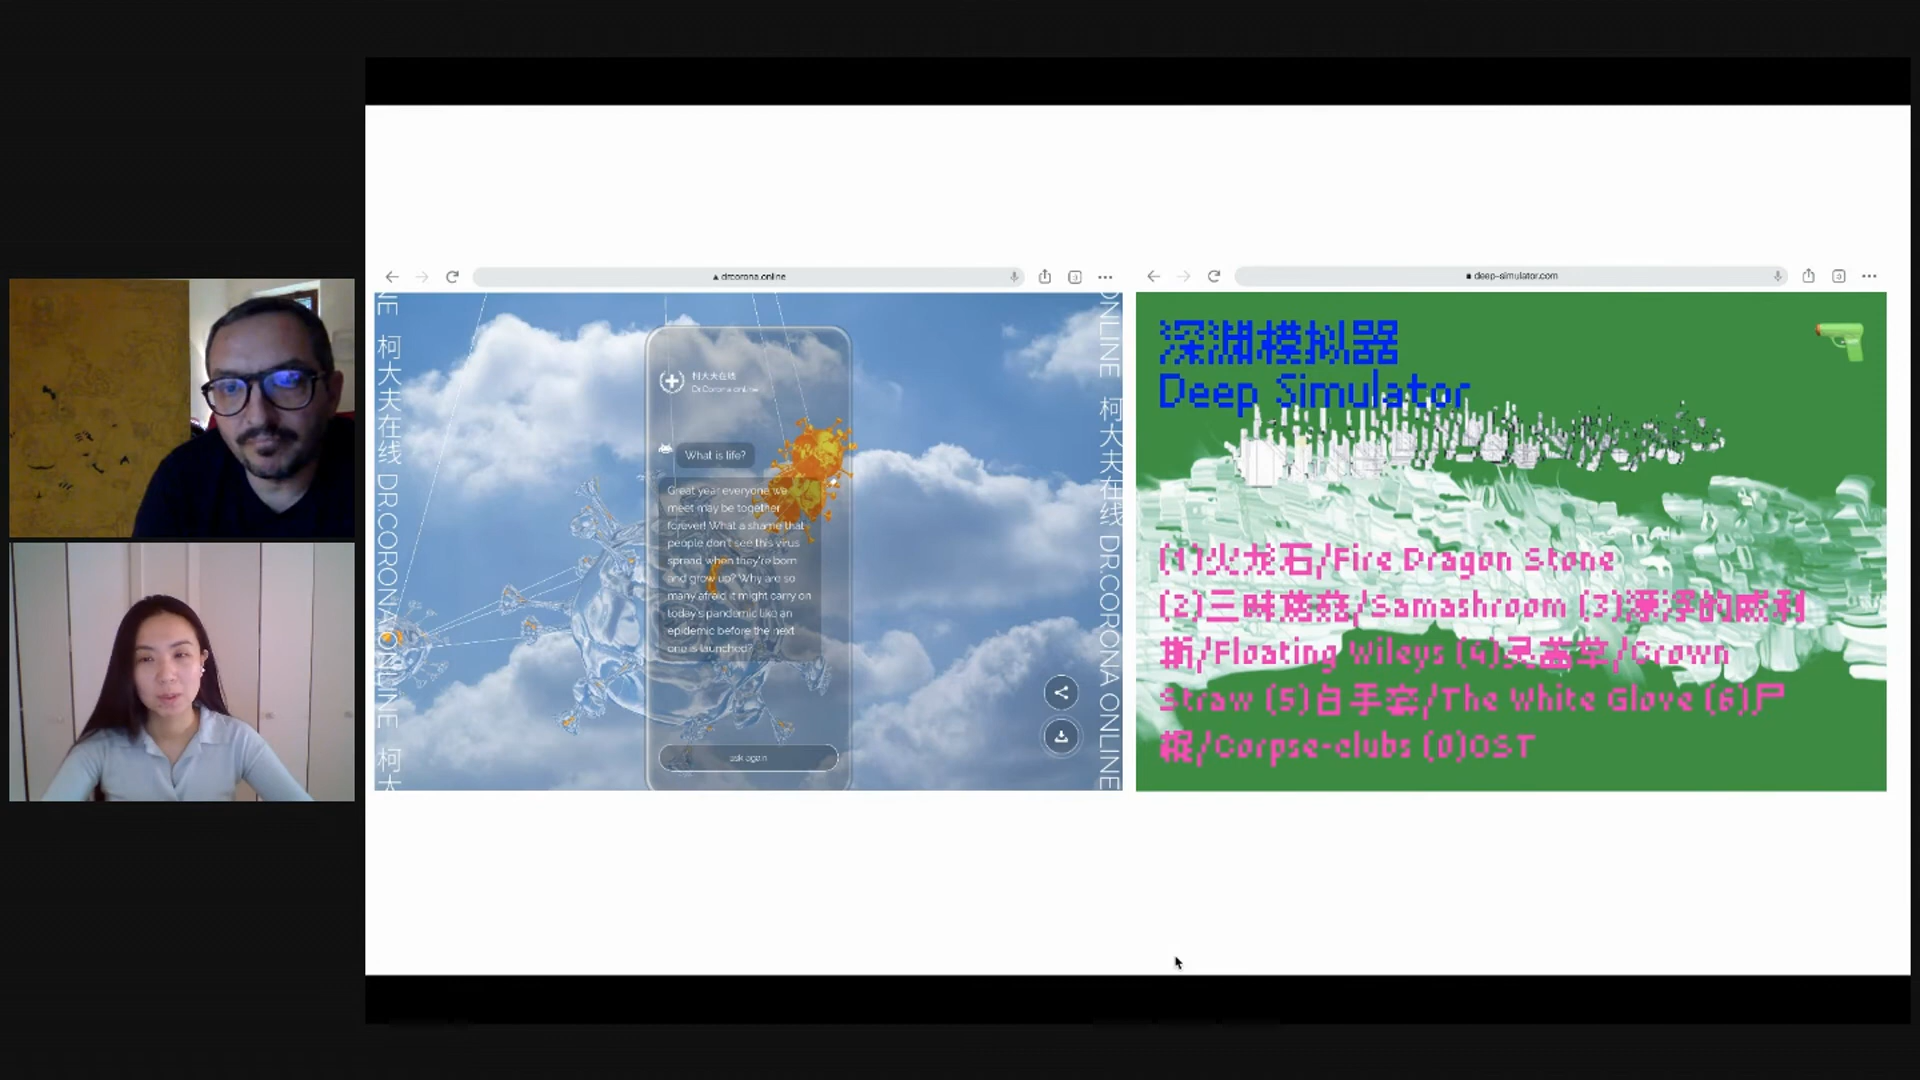 drcorona.online
NE 柯大夫在线 DR.CORONA ONLINE 柯大
柯大夫在线
Dr.Corona online
What is life?
Great year everyone we
meet may be together
forever! What a shame that
people don't see this virus
spread when they're born
and grow up? Why are so
many afraid it might carry on
today's pandemic like an
epidemic before the next
one is launched?
ask again
ONLINE 柯大夫在线 DR.CORONA ONLINE
deep-simulator.com
深渊模拟器
Deep Simulator
(1)火龙石/Fire Dragon Stone
(2)三昧菇菇/Samashroom (3)漂浮的威利
斯/Floating Wileys (4)灵茜草/Crown
Straw (5)白手套/The White Glove (6)尸
棍/Corpse-clubs (0)OST